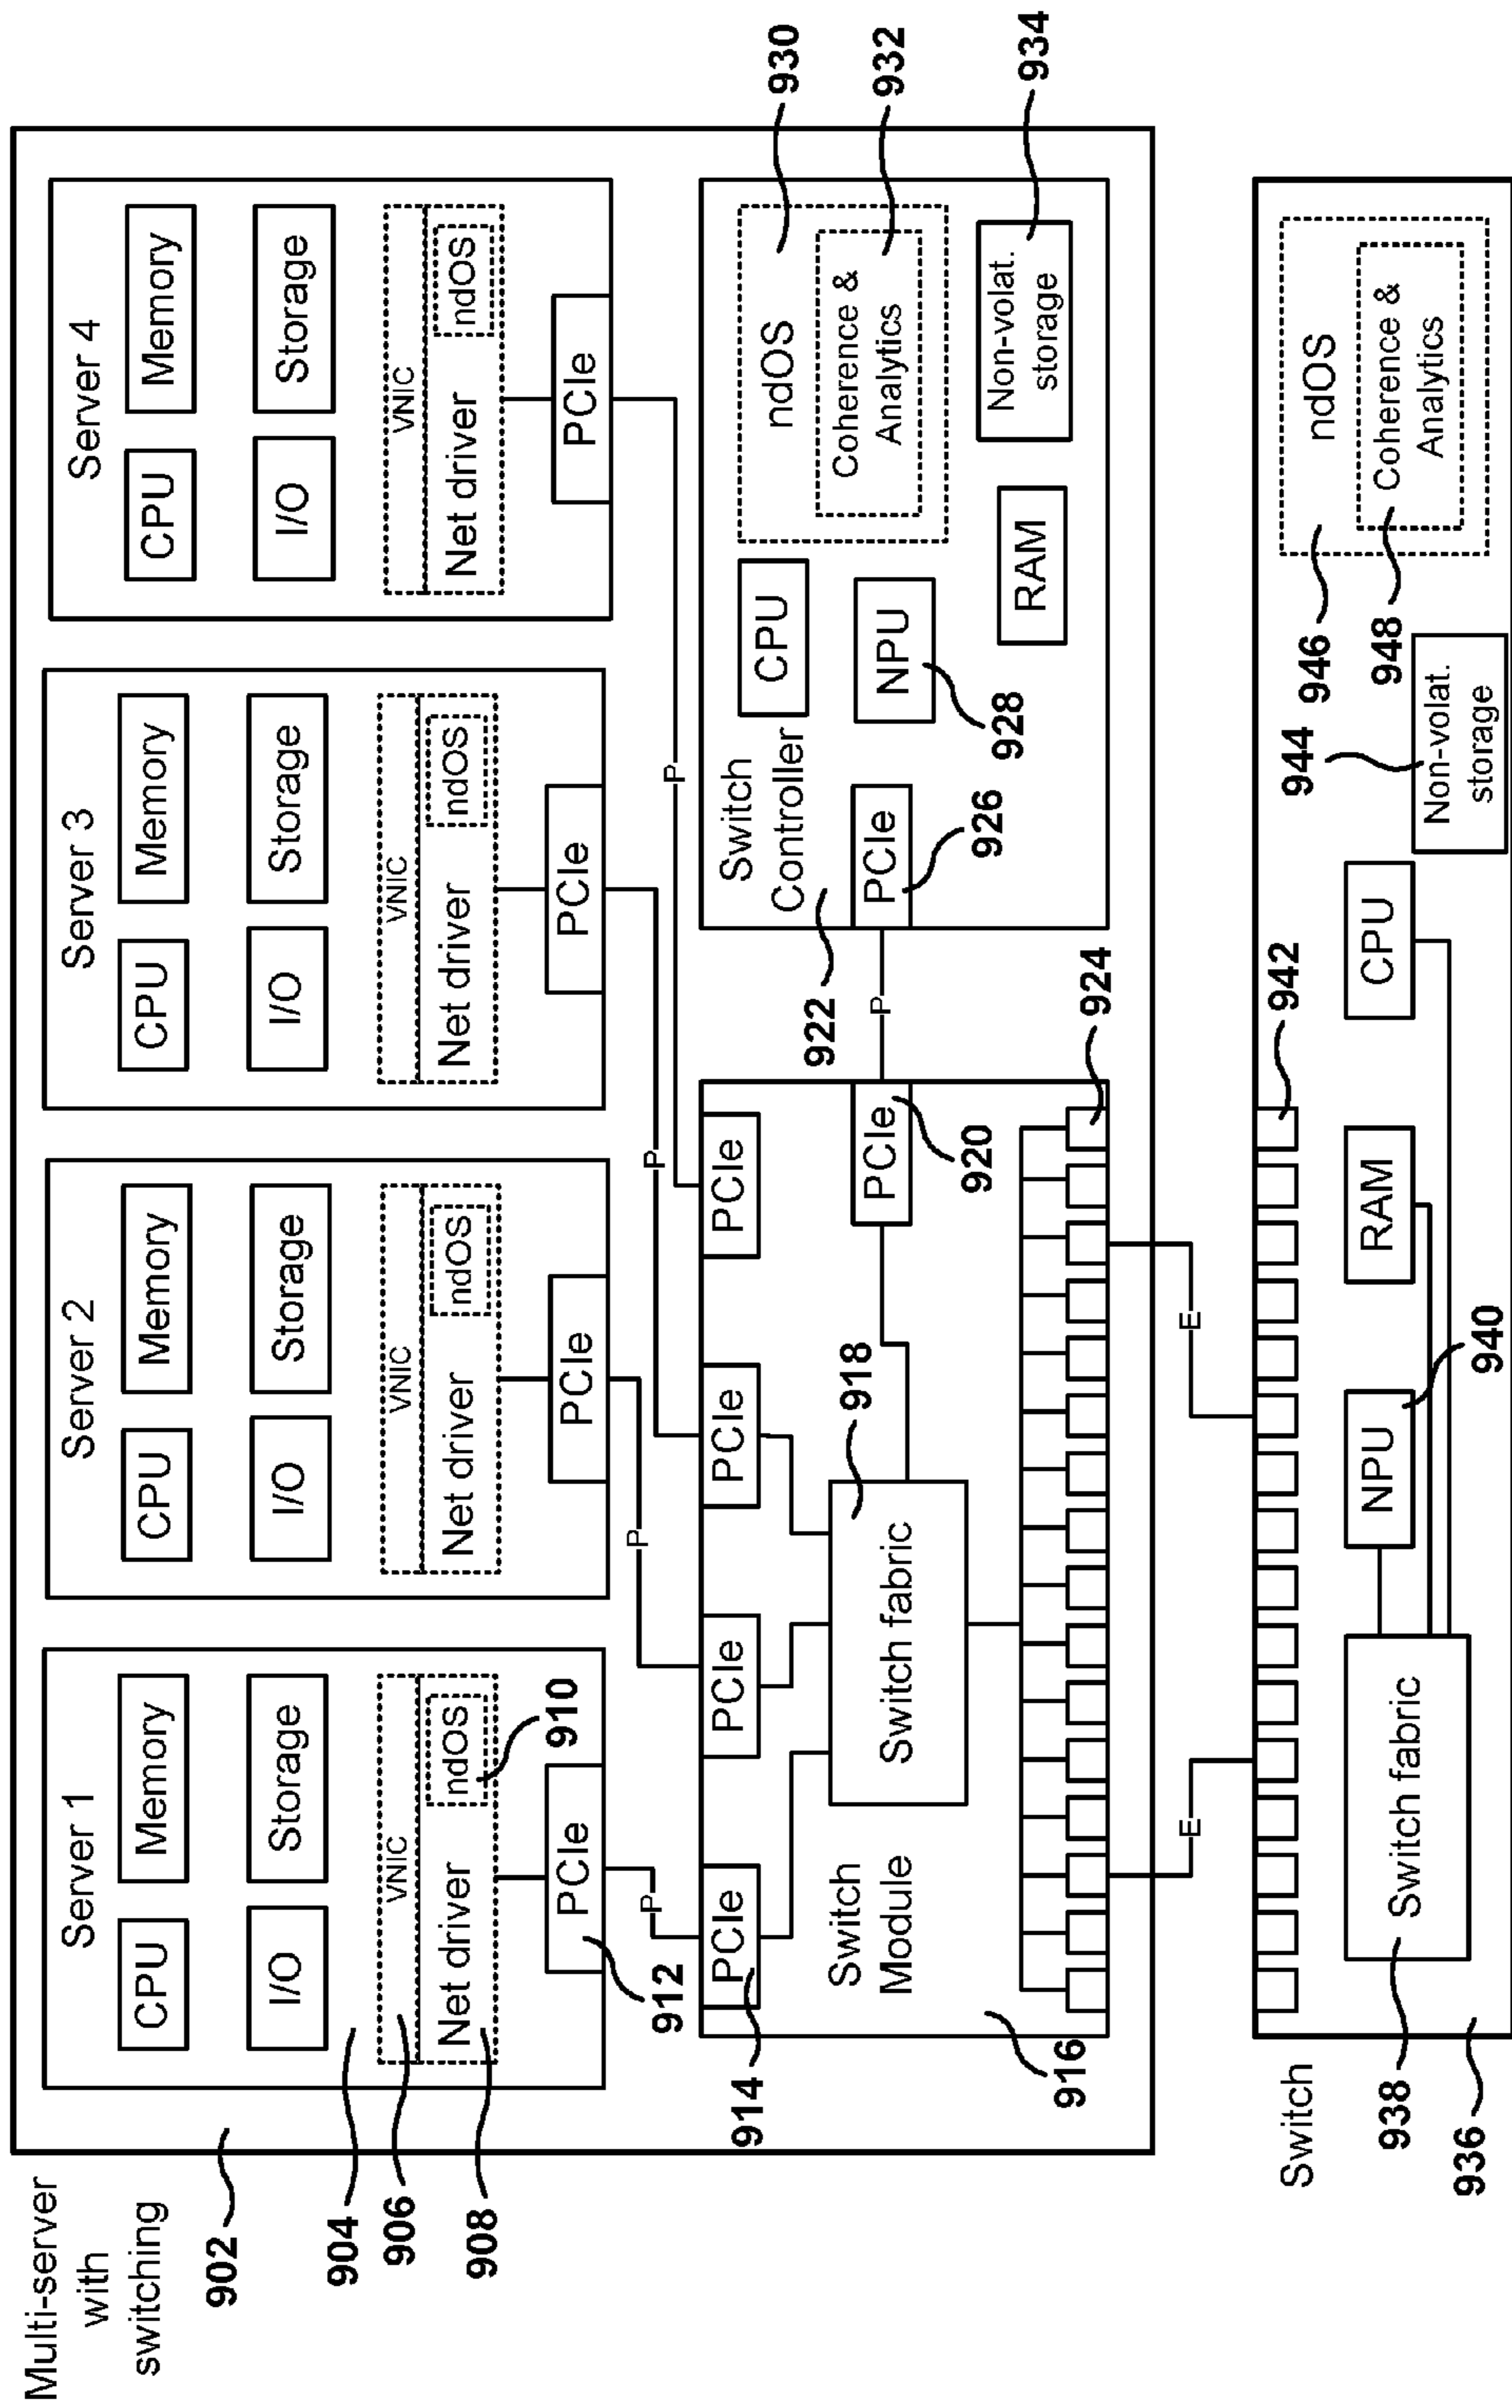 Multi-server
with
switching
902
904
906
908
Server 1
CPU
Memory
I/O
Storage
VNIC
Net driver
ndOS
910
PCIe
912
Server 2
CPU
Memory
I/O
Storage
VNIC
Net driver
ndOS
PCIe
Server 3
CPU
Memory
I/O
Storage
VNIC
Net driver
ndOS
PCIe
Server 4
CPU
Memory
I/O
Storage
VNIC
Net driver
ndOS
PCIe
P
P
P
P
914
PCIe
PCIe
PCIe
PCIe
Switch
Module
916
Switch fabric
918
PCIe
920
P
922
924
Switch
Controller
PCIe
926
CPU
NPU
928
RAM
ndOS
930
Coherence &
Analytics
932
Non-volat.
storage
934
E
E
Switch
936
938
Switch fabric
NPU
940
RAM
942
CPU
944
Non-volat.
storage
946
948
ndOS
Coherence &
Analytics